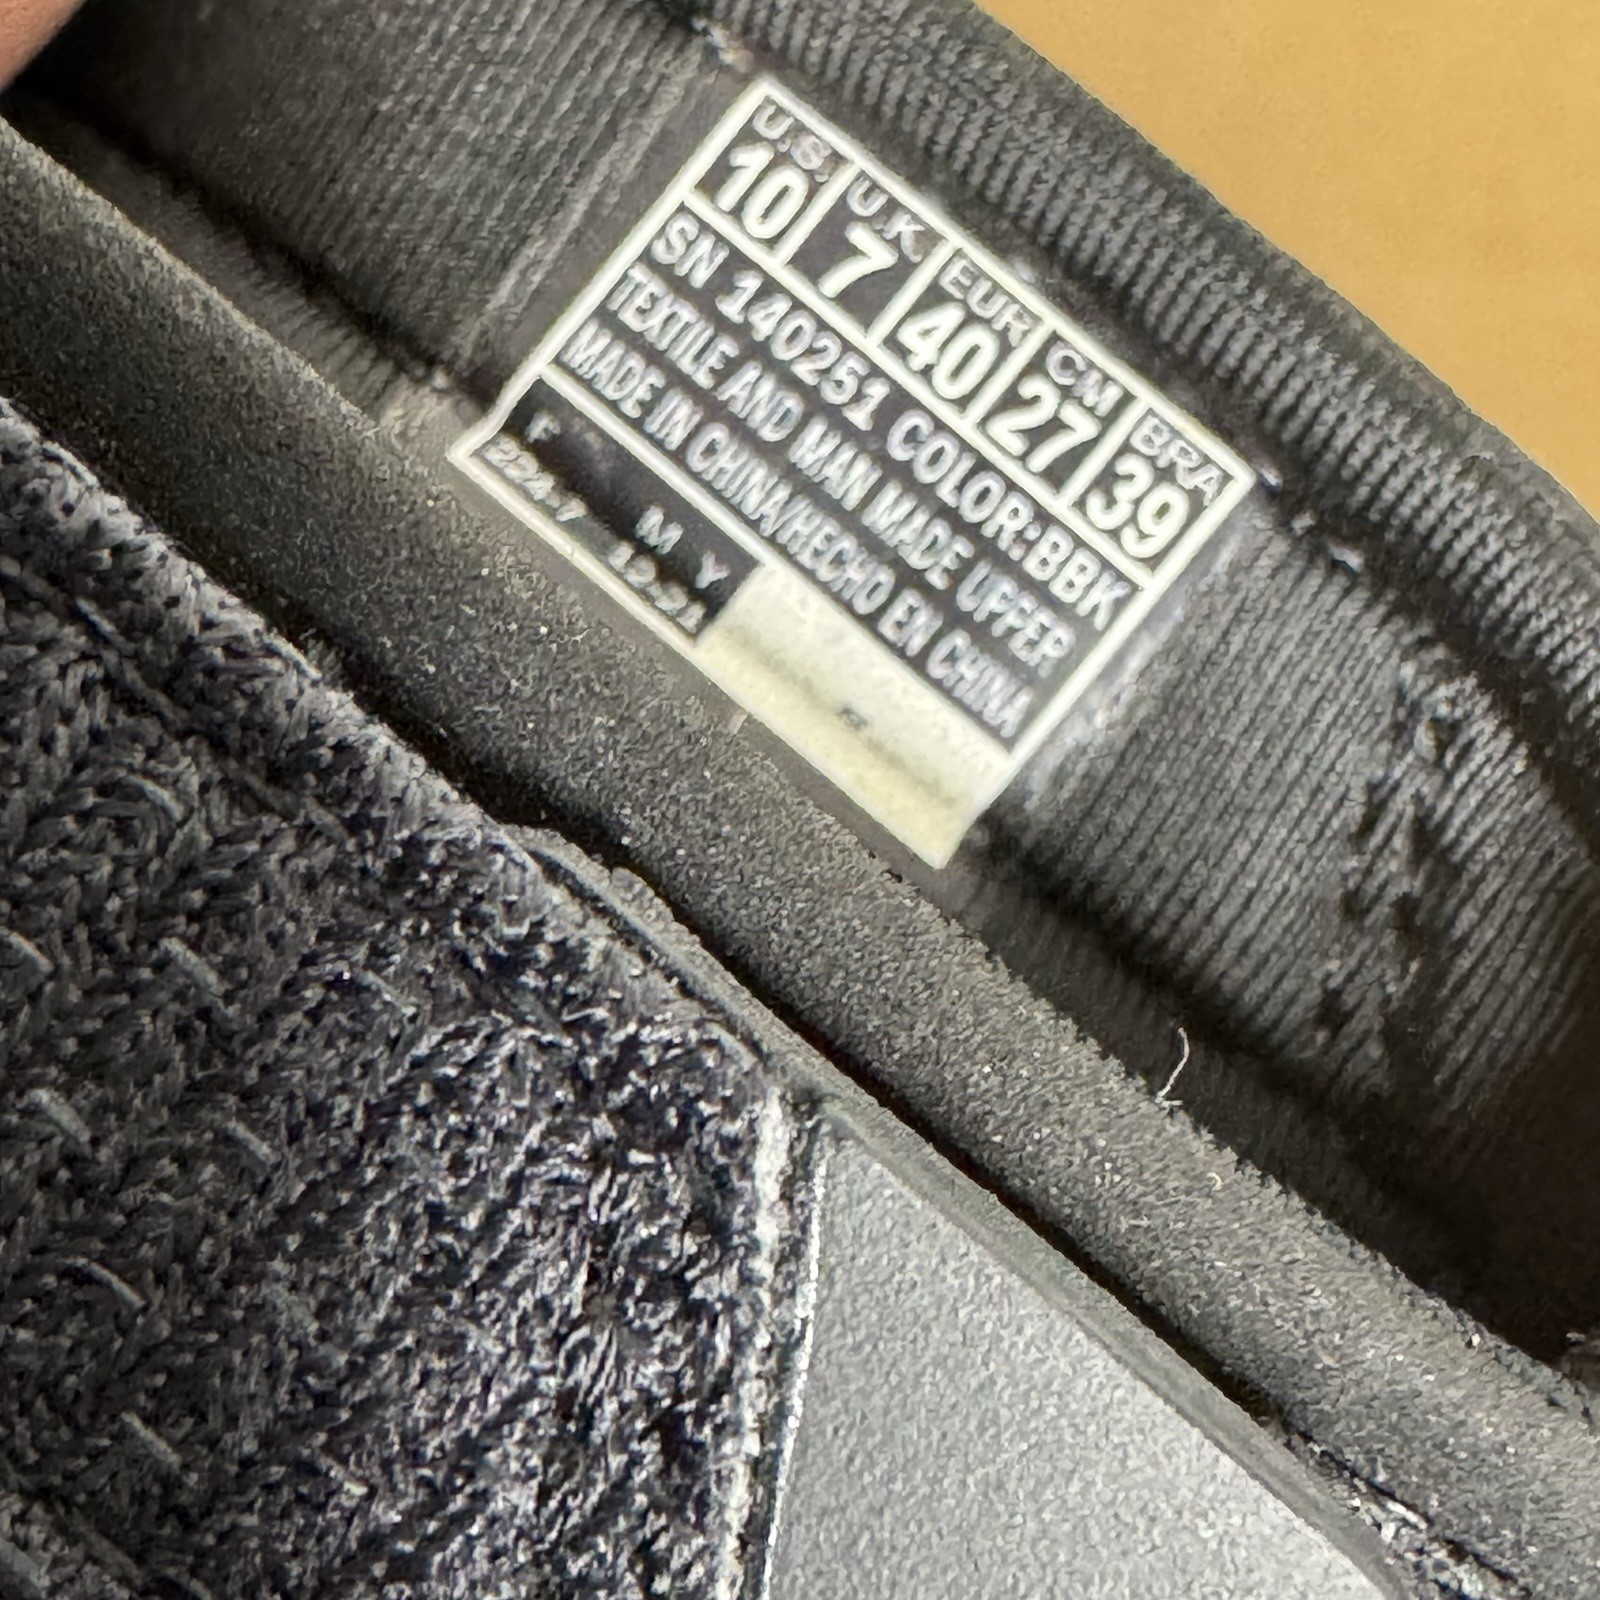 U.S. U.K. EUR CM BRA
10 7 40 27 39
SN 140251 COLOR:BBK
TEXTILE AND MAN MADE UPPER
MADE IN CHINA/HECHO EN CHINA
F M Y